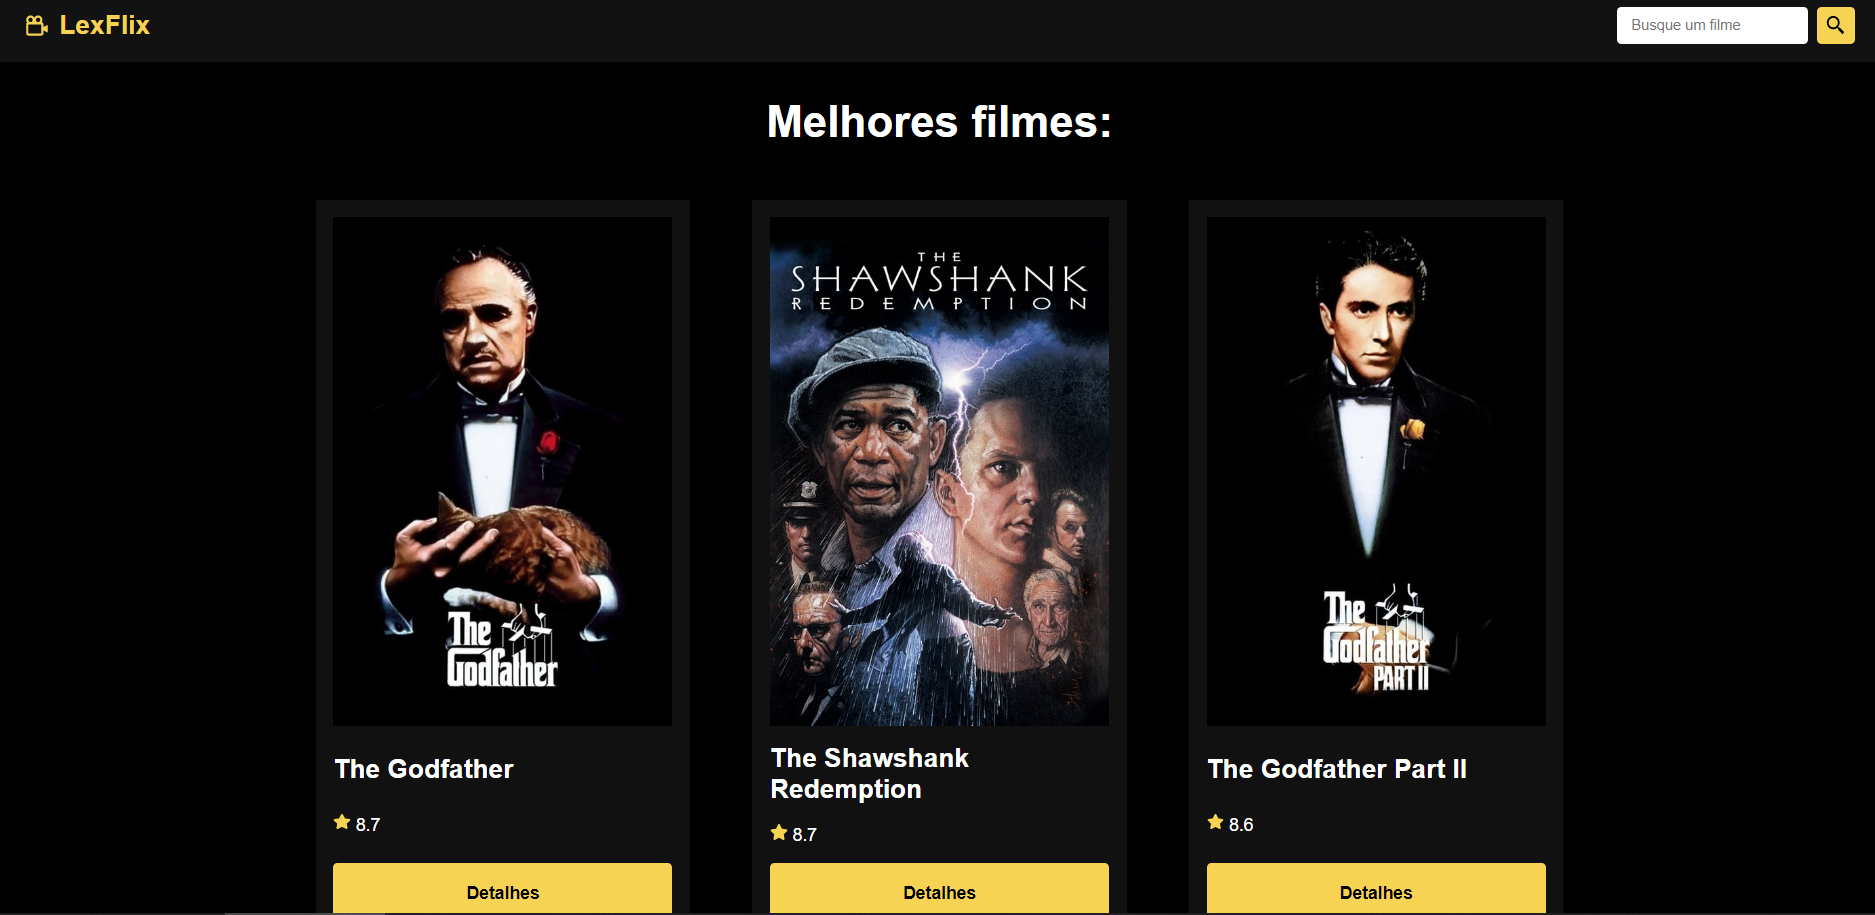 LexFlix
Busque um filme
Melhores filmes:
The
Godfather
THE
SHAWSHANK
REDEMPTION
The
Godfather
PART II
The Godfather
The Shawshank
Redemption
The Godfather Part II
8.7
8.7
8.6
Detalhes
Detalhes
Detalhes